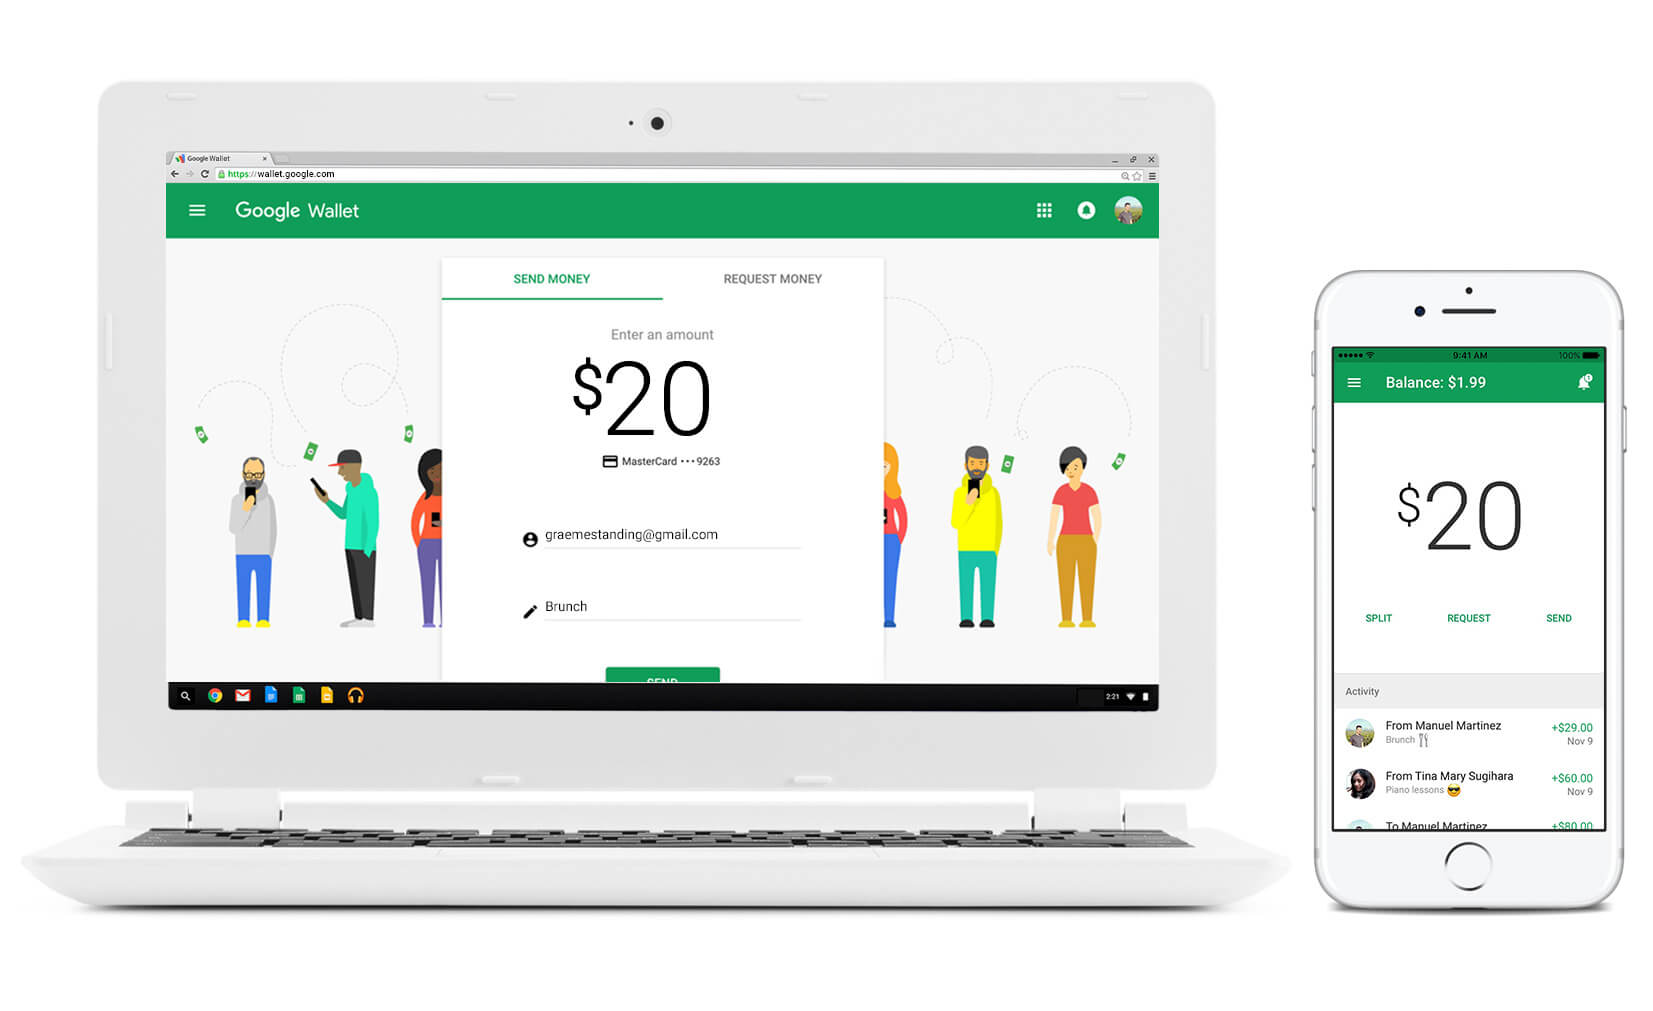 Google Wallet
https://wallet.google.com
Google Wallet
SEND MONEY
REQUEST MONEY
Enter an amount
$20
MasterCard ···9263
graemestanding@gmail.com
Brunch
SEND
2:21
9:41 AM
100%
Balance: $1.99
1
$20
SPLIT
REQUEST
SEND
Activity
From Manuel Martinez
+$29.00
Brunch 🍴
Nov 9
From Tina Mary Sugihara
+$60.00
Piano lessons 😎
Nov 9
To Manuel Martinez
+$80.00